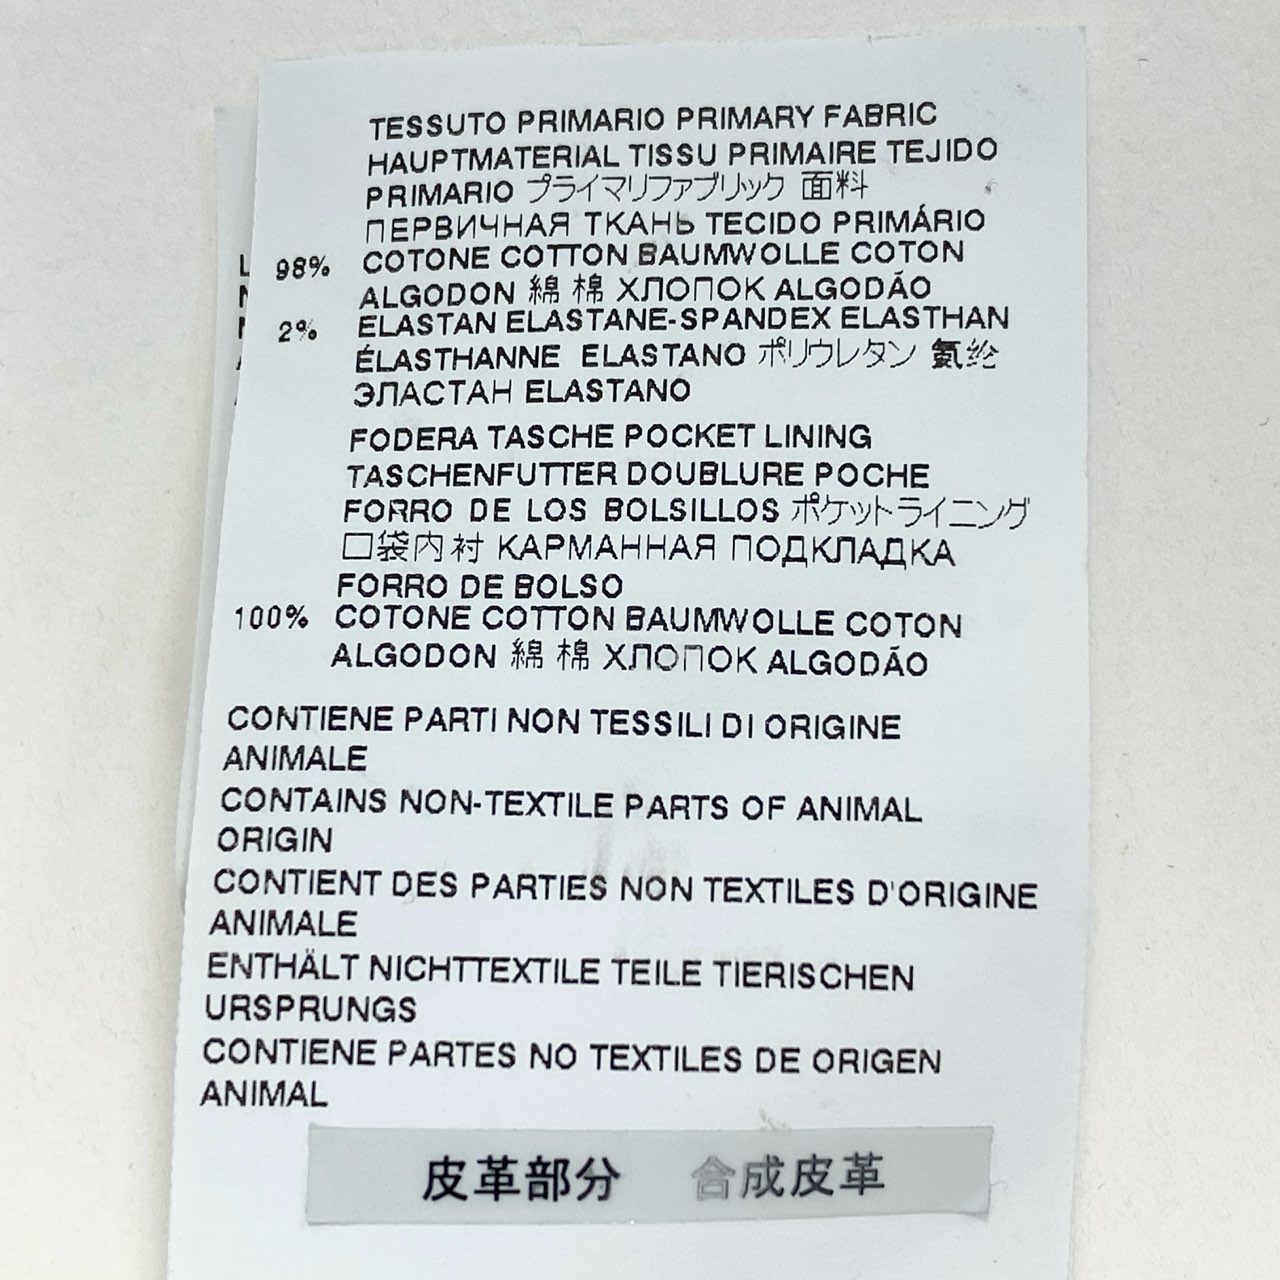 TESSUTO PRIMARIO PRIMARY FABRIC
HAUPTMATERIAL TISSU PRIMAIRE TEJIDO
PRIMARIO プライマリファブリック 面料
ПЕРВИЧНАЯ ТКАНЬ TECIDO PRIMÁRIO
98% COTONE COTTON BAUMWOLLE COTON
ALGODON 綿 棉 ХЛОПОК ALGODÃO
2% ELASTAN ELASTANE-SPANDEX ELASTHAN
ÉLASTHANNE ELASTANO ポリウレタン 氨纶
ЭЛАСТАН ELASTANO
FODERA TASCHE POCKET LINING
TASCHENFUTTER DOUBLURE POCHE
FORRO DE LOS BOLSILLOS ポケットライニング
口袋内衬 КАРМАННАЯ ПОДКЛАДКА
FORRO DE BOLSO
100% COTONE COTTON BAUMWOLLE COTON
ALGODON 綿 棉 ХЛОПОК ALGODÃO
CONTIENE PARTI NON TESSILI DI ORIGINE
ANIMALE
CONTAINS NON-TEXTILE PARTS OF ANIMAL
ORIGIN
CONTIENT DES PARTIES NON TEXTILES D'ORIGINE
ANIMALE
ENTHÄLT NICHTTEXTILE TEILE TIERISCHEN
URSPRUNGS
CONTIENE PARTES NO TEXTILES DE ORIGEN
ANIMAL
皮革部分 合成皮革